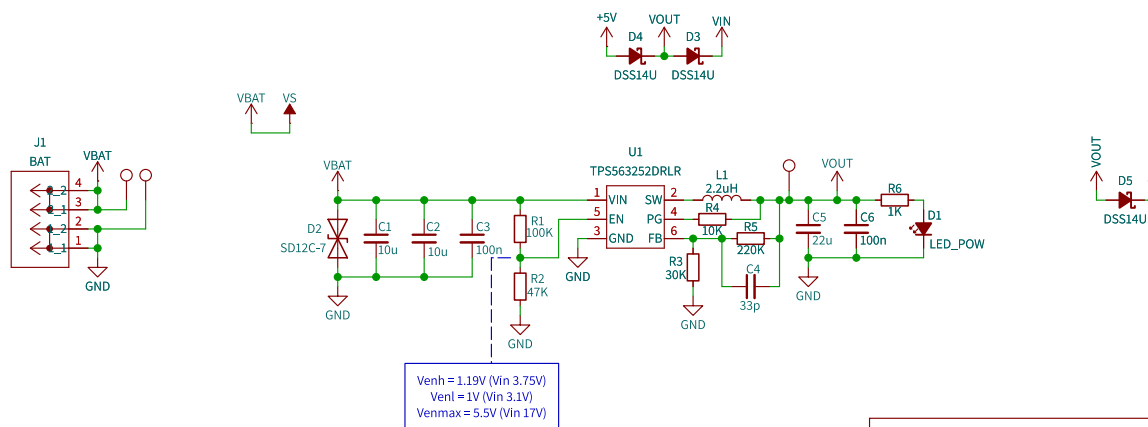 +5V
VOUT
VIN
D4
D3
DSS14U
DSS14U
VBAT
VS
J1
BAT
VBAT
4
3
2
1
GND
VBAT
D2
SD12C-7
C1
10u
C2
10u
C3
100n
GND
R1
100K
R2
47K
GND
U1
TPS563252DRLR
1
VIN
SW
2
5
EN
PG
4
3
GND
FB
6
GND
L1
2.2uH
R4
10K
R5
220K
R3
30K
C4
33p
GND
VOUT
C5
22u
C6
100n
R6
1K
D1
LED_POW
GND
VOUT
D5
DSS14U
Venh = 1.19V (Vin 3.75V)
Venl = 1V (Vin 3.1V)
Venmax = 5.5V (Vin 17V)